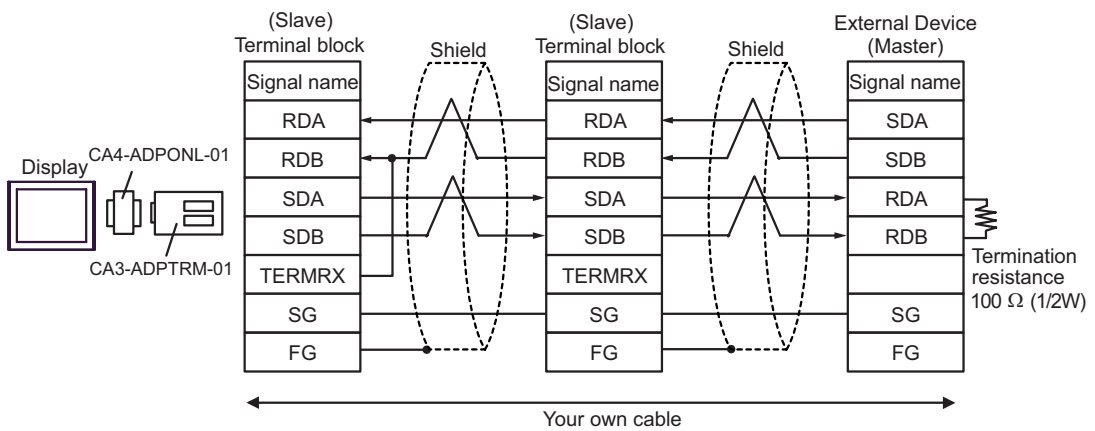 (Slave)
Terminal block
Shield
(Slave)
Terminal block
Shield
External Device
(Master)
Display
CA4-ADPONL-01
CA3-ADPTRM-01
Signal name
RDA
RDB
SDA
SDB
TERMRX
SG
FG
Signal name
RDA
RDB
SDA
SDB
TERMRX
SG
FG
Signal name
SDA
SDB
RDA
RDB
SG
FG
Termination
resistance
100 Ω (1/2W)
Your own cable